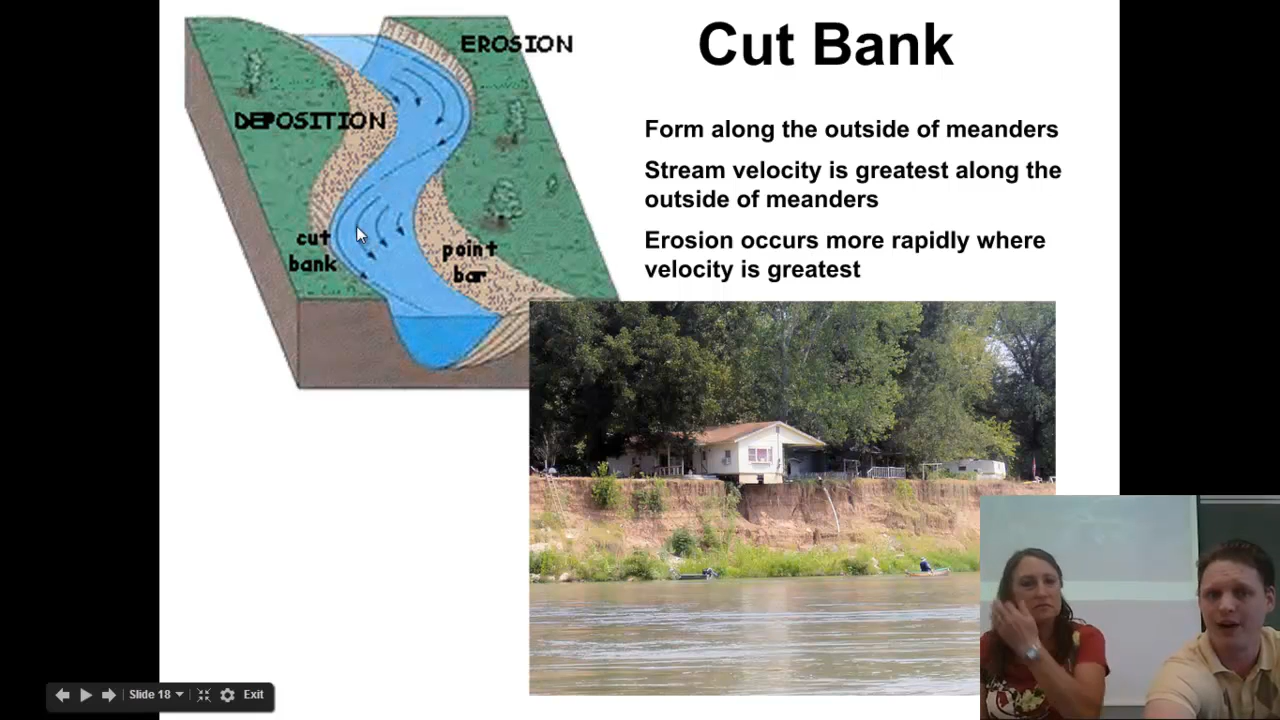 Cut Bank
EROSION
DEPOSITION
cut
bank
point
bar
Form along the outside of meanders
Stream velocity is greatest along the
outside of meanders
Erosion occurs more rapidly where
velocity is greatest
Slide 18
Exit